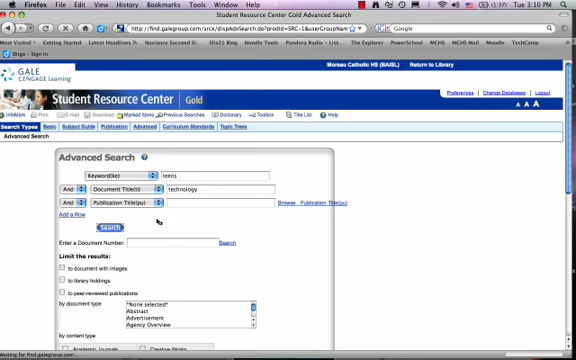 Firefox File Edit View History Bookmarks Tools Window Help (1:37) Tue 3:10 PM
Student Resource Center Gold Advanced Search
http://find.galegroup.com/srcx/dispAdvSearch.do?prodId=SRC-1&userGroupNam
Google
Most Visited Getting Started Latest Headlines Naviance Succeed Noodle Tools Pandora Radio The Explorer PowerSchool MCHS MCHS Moodle TechCamp
Diigo - Sign in
GALE
CENGAGE Learning
Moreau Catholic HS (BAISL) Return to Library
Student Resource Center Gold
Preferences Change Databases Logout
A A A
InfoMark Print E-mail Download Marked Items Previous Searches Dictionary Toolbox Title List Help
Search Types Basic Subject Guide Publication Advanced Curriculum Standards Topic Trees
Advanced Search
Advanced Search ?
Keyword(ke) teens
And Document Title(ti) technology
And Publication Title(pu) Browse Publication Title(pu)
Add a Row
Search
Enter a Document Number: Search
Limit the results:
to document with images
to library holdings
to peer-reviewed publications
by document type *None selected*
Abstract
Advertisement
Agency Overview
by content type
Academic Journals Creative Works
Waiting for find.galegroup.com...